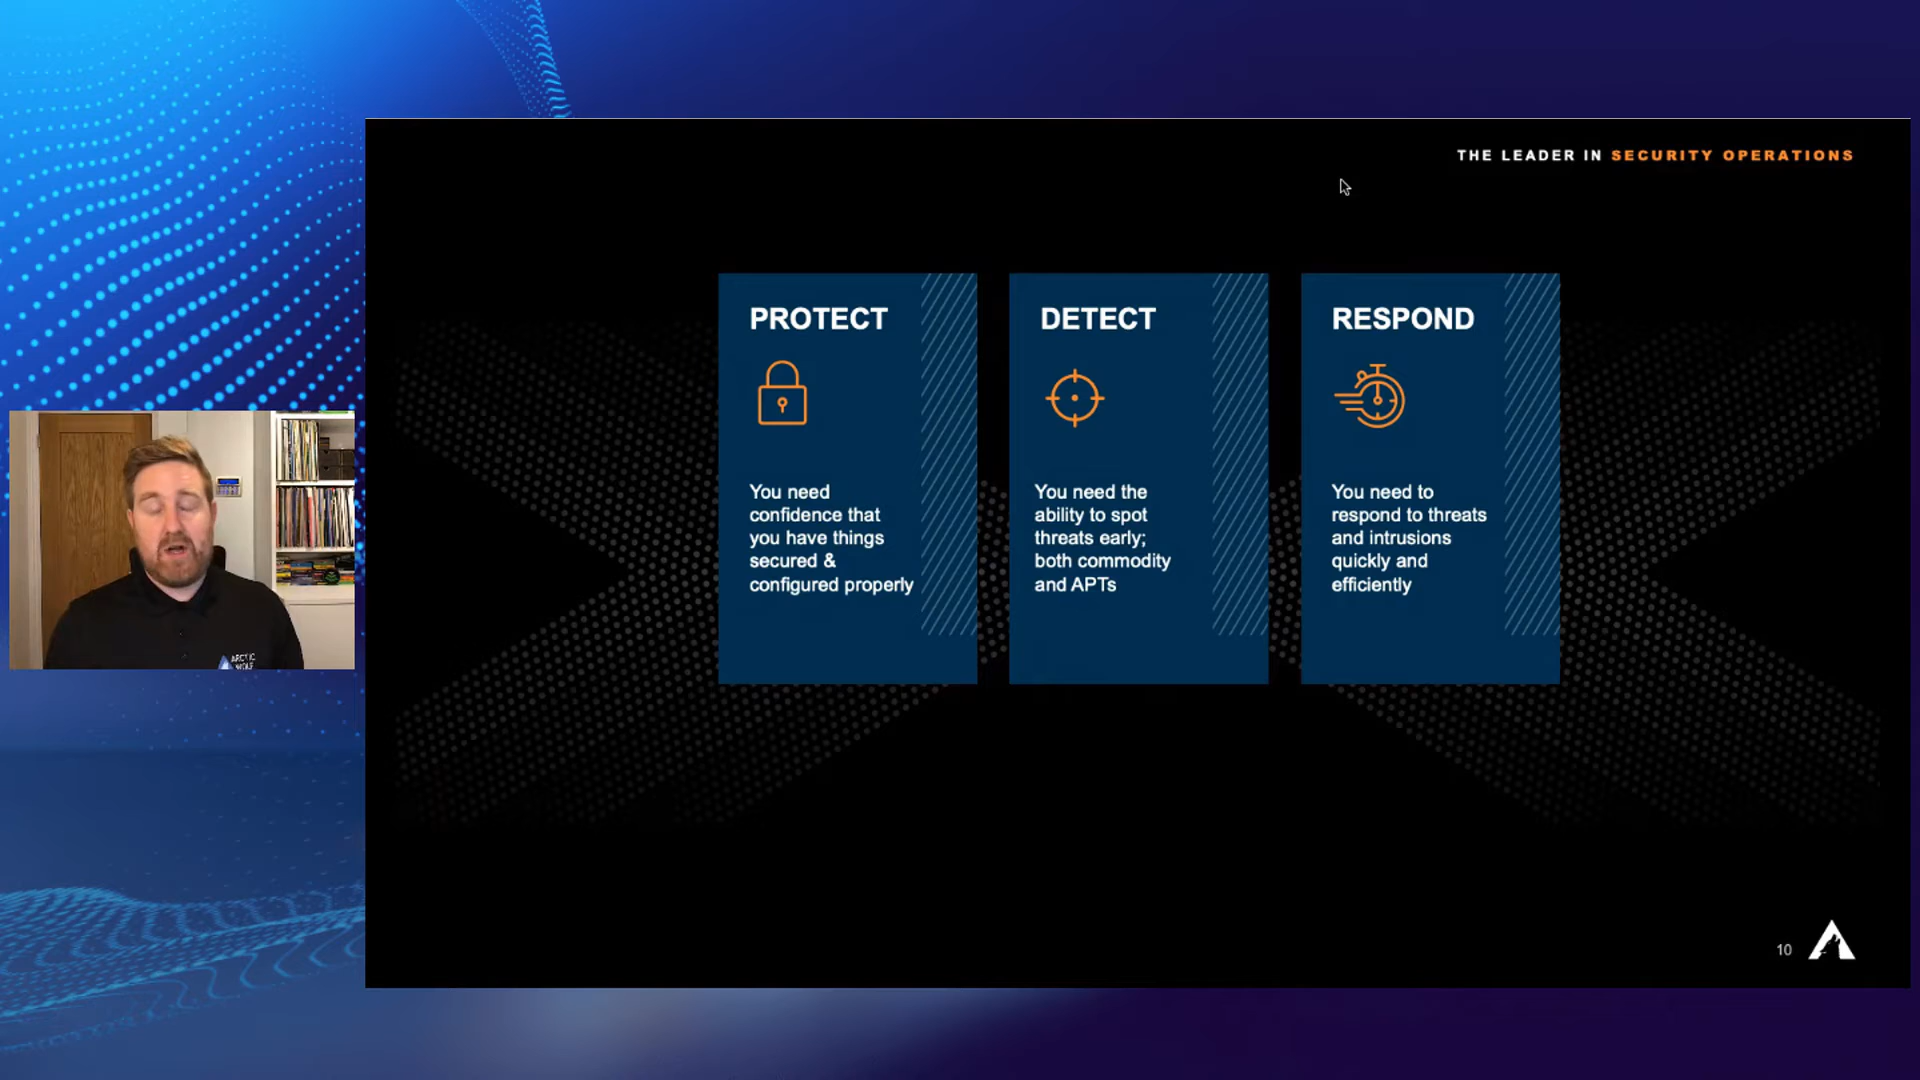 THE LEADER IN SECURITY OPERATIONS
PROTECT
You need
confidence that
you have things
secured &
configured properly
DETECT
You need the
ability to spot
threats early;
both commodity
and APTs
RESPOND
You need to
respond to threats
and intrusions
quickly and
efficiently
ARCTIC
WOLF
10